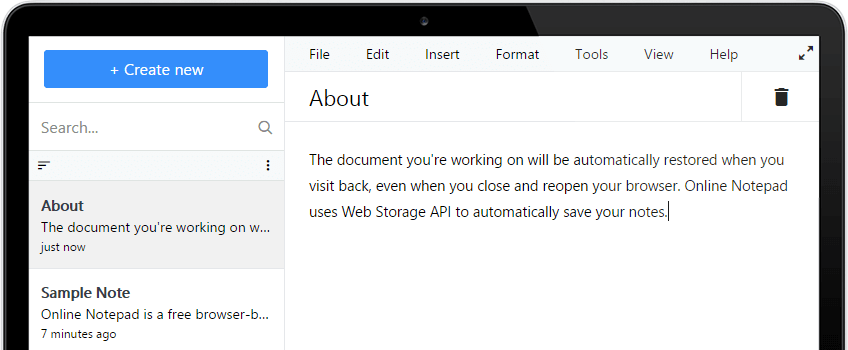 + Create new
Search...
About
The document you're working on w...
just now
Sample Note
Online Notepad is a free browser-b...
7 minutes ago
File Edit Insert Format Tools View Help
About
The document you're working on will be automatically restored when you
visit back, even when you close and reopen your browser. Online Notepad
uses Web Storage API to automatically save your notes.